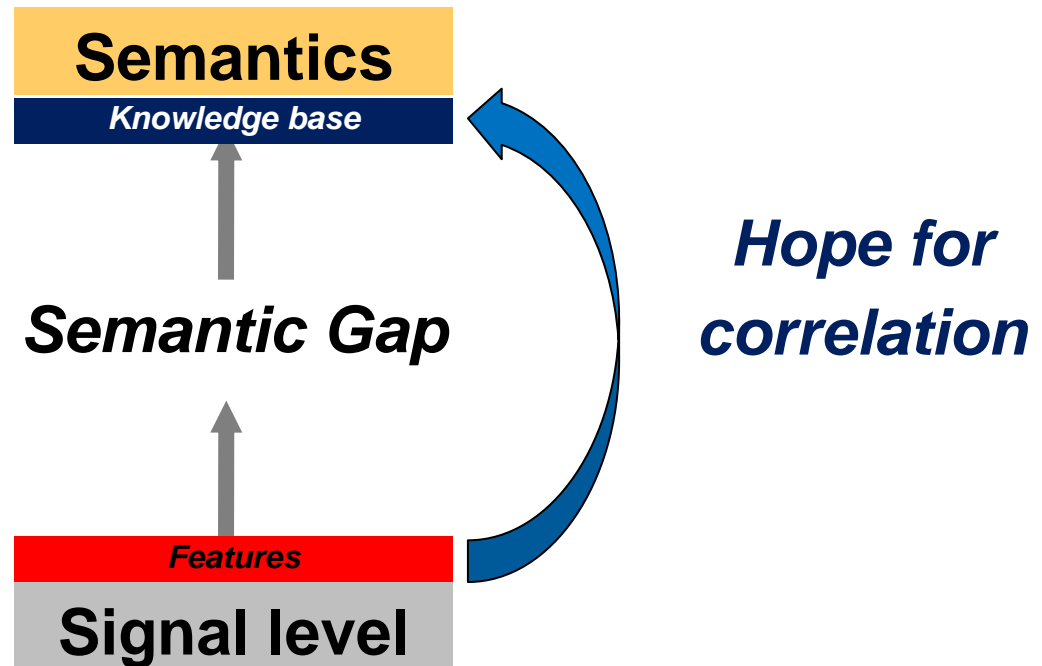 Semantics
Knowledge base
Semantic Gap
Hope for
correlation
Features
Signal level